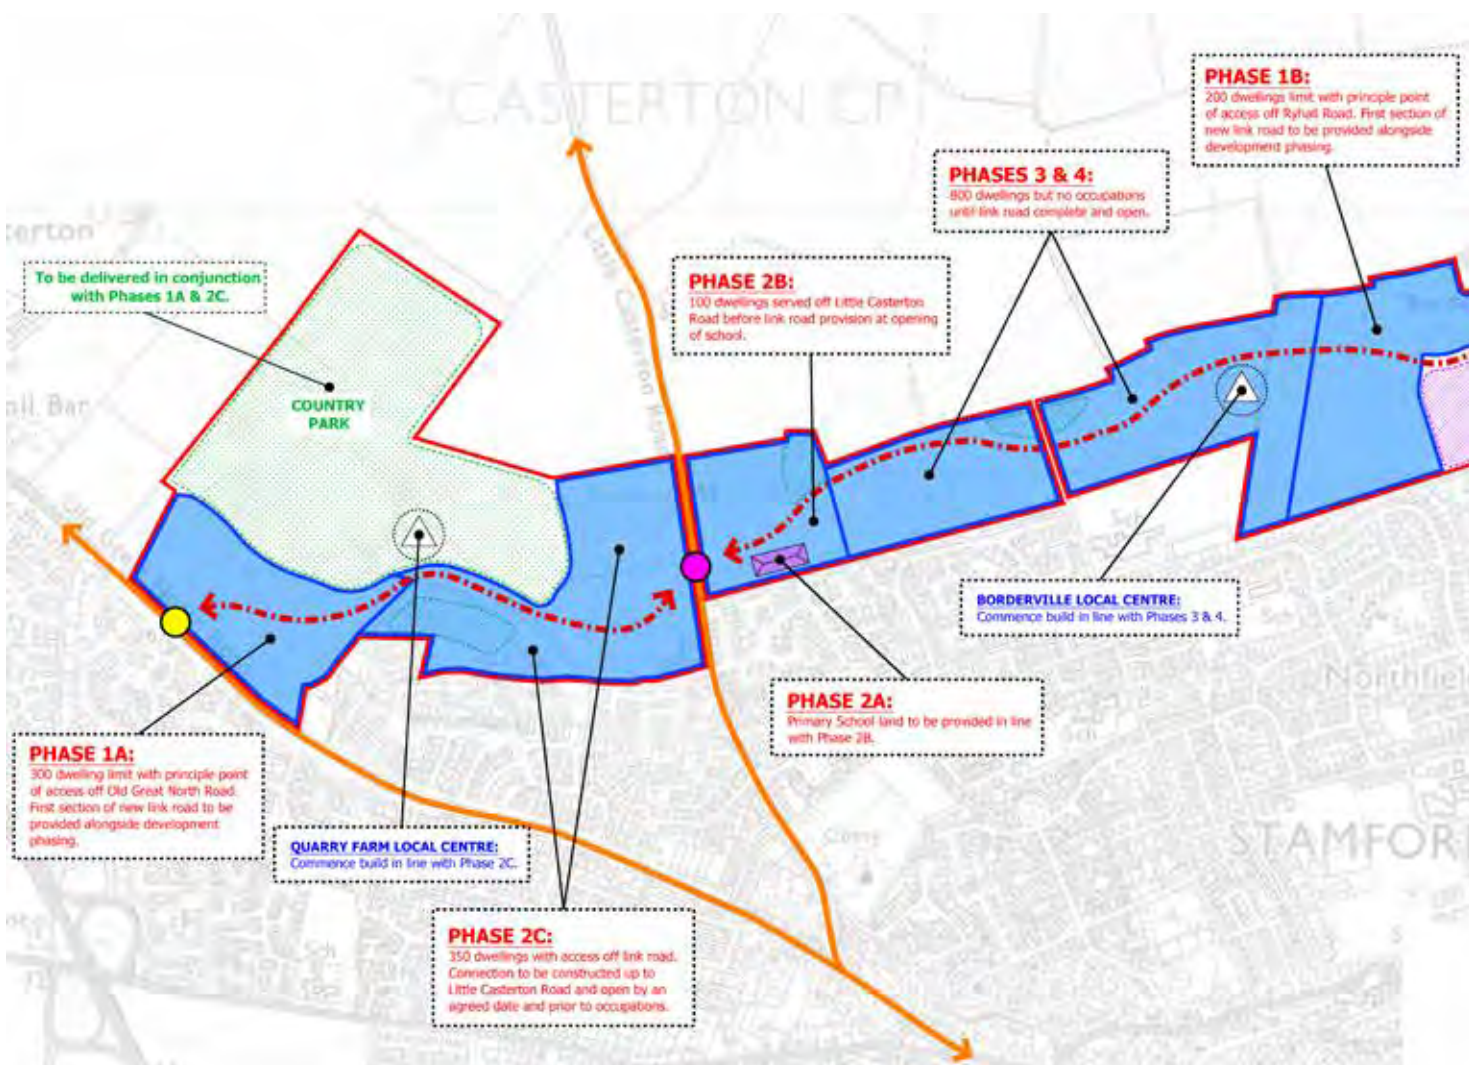 CASTERTON CP
PHASE 1B:
200 dwellings limit with principle point
of access off Ryhall Road. First section of
new link road to be provided alongside
development phasing.
PHASES 3 & 4:
800 dwellings but no occupations
until link road complete and open.
erton
To be delivered in conjunction
with Phases 1A & 2C.
Little Casterton Road
PHASE 2B:
100 dwellings served off Little Casterton
Road before link road provision at opening
of school.
COUNTRY
PARK
Bar
BORDERVILLE LOCAL CENTRE:
Commence build in line with Phases 3 & 4.
Northfiel
PHASE 2A:
Primary School land to be provided in line
with Phase 2B.
Sch
PHASE 1A:
300 dwelling limit with principle point
of access off Old Great North Road.
First section of new link road to be
provided alongside development
phasing.
QUARRY FARM LOCAL CENTRE:
Commence build in line with Phase 2C.
STAMFOR
PHASE 2C:
350 dwellings with access off link road.
Connection to be constructed up to
Little Casterton Road and open by an
agreed date and prior to occupations.
Sch